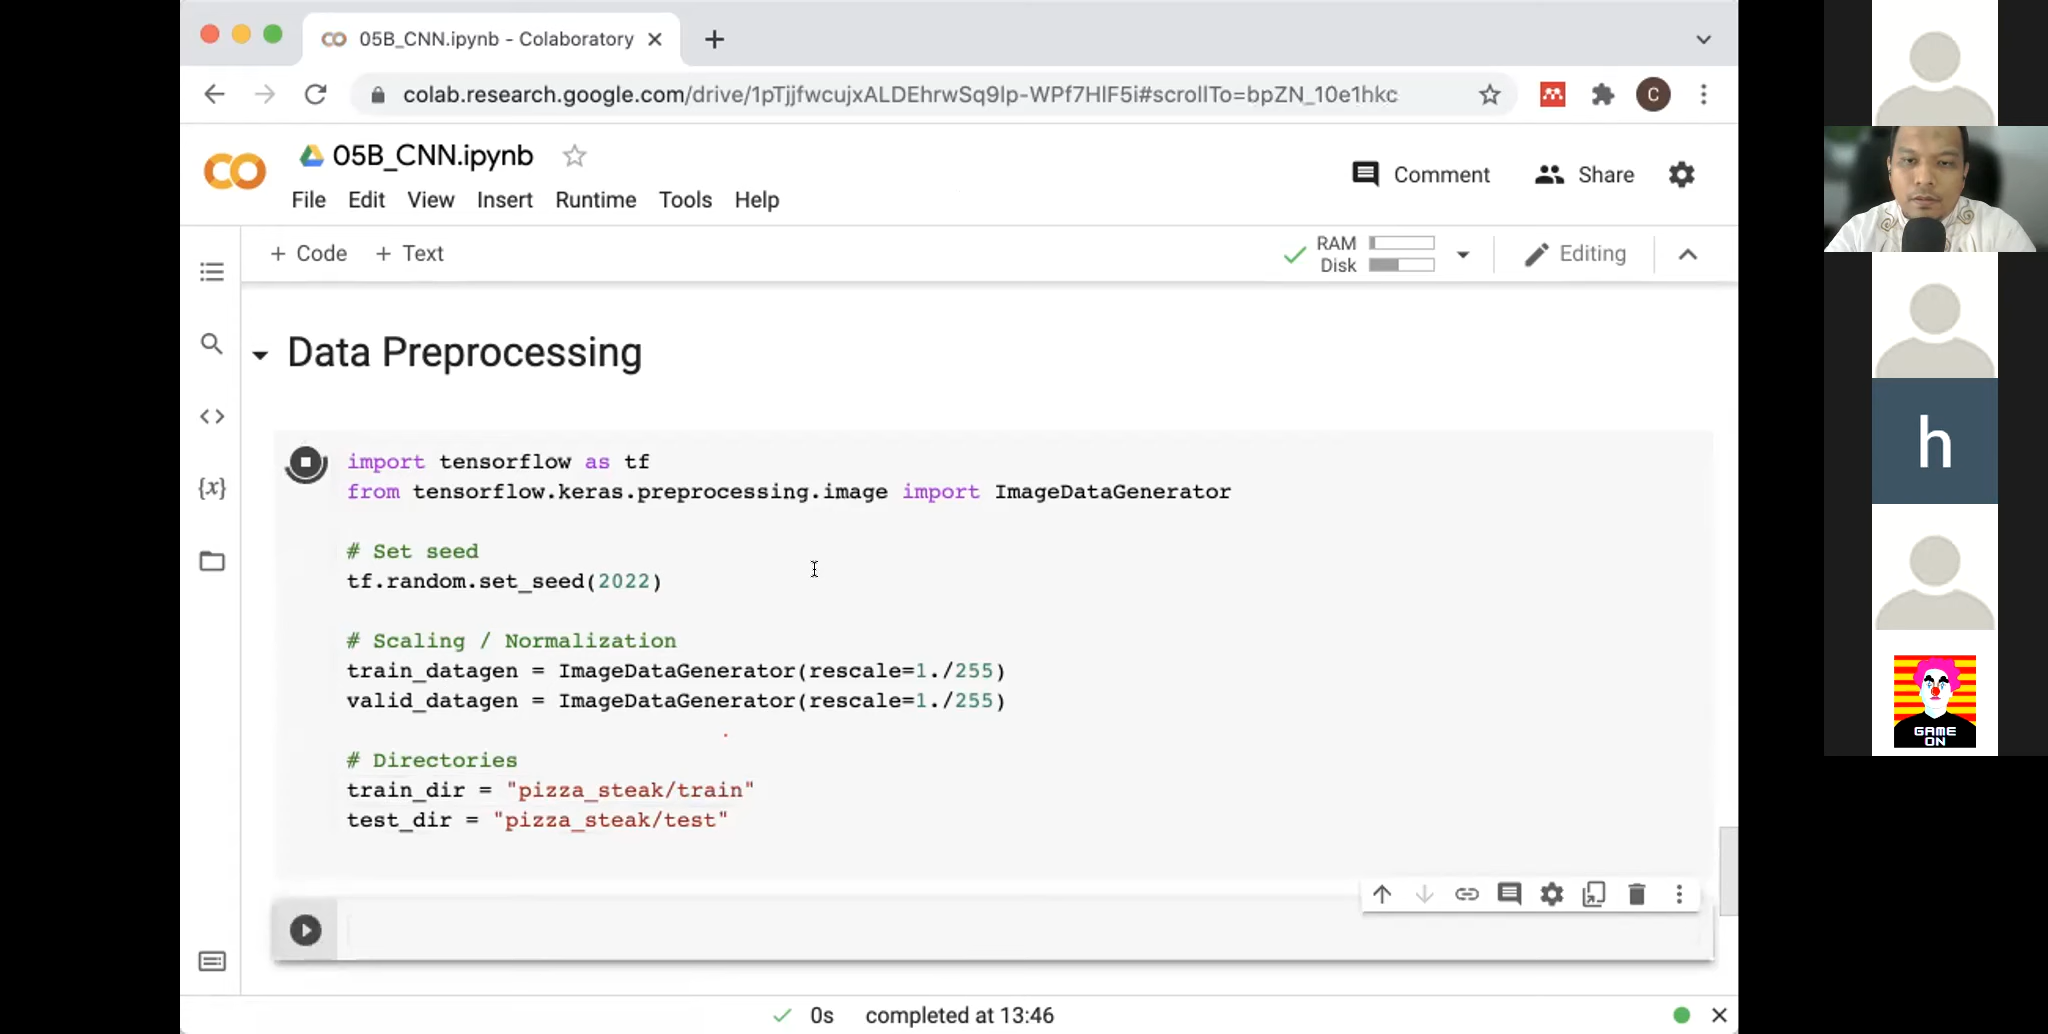 05B_CNN.ipynb - Colaboratory
colab.research.google.com/drive/1pTjjfwcujxALDEhrwSq9lp-WPf7HlF5i#scrollTo=bpZN_10e1hkc
C
05B_CNN.ipynb
Comment
Share
File Edit View Insert Runtime Tools Help
+ Code + Text
RAM
Disk
Editing
Data Preprocessing
import tensorflow as tf
from tensorflow.keras.preprocessing.image import ImageDataGenerator
# Set seed
tf.random.set_seed(2022)
# Scaling / Normalization
train_datagen = ImageDataGenerator(rescale=1./255)
valid_datagen = ImageDataGenerator(rescale=1./255)
# Directories
train_dir = "pizza_steak/train"
test_dir = "pizza_steak/test"
0s completed at 13:46
h
GAME
ON